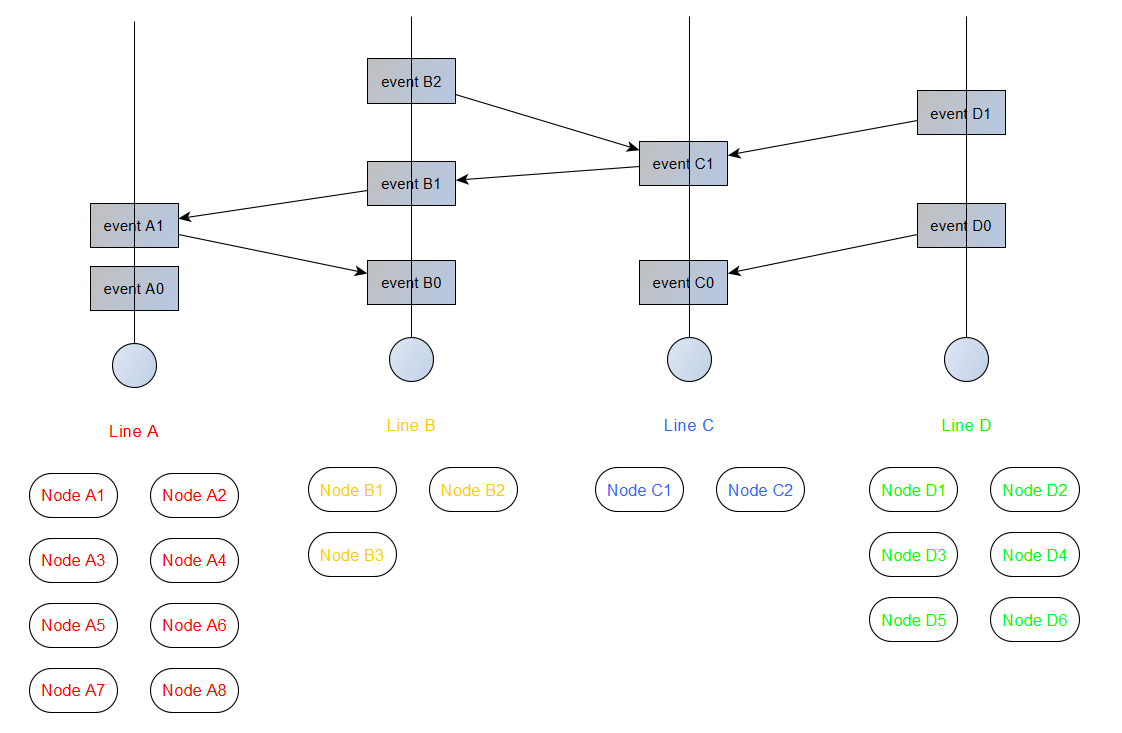 event B2
event D1
event C1
event B1
event A1
event D0
event A0
event B0
event C0
Line A
Line B
Line C
Line D
Node A1
Node A2
Node A3
Node A4
Node A5
Node A6
Node A7
Node A8
Node B1
Node B2
Node B3
Node C1
Node C2
Node D1
Node D2
Node D3
Node D4
Node D5
Node D6